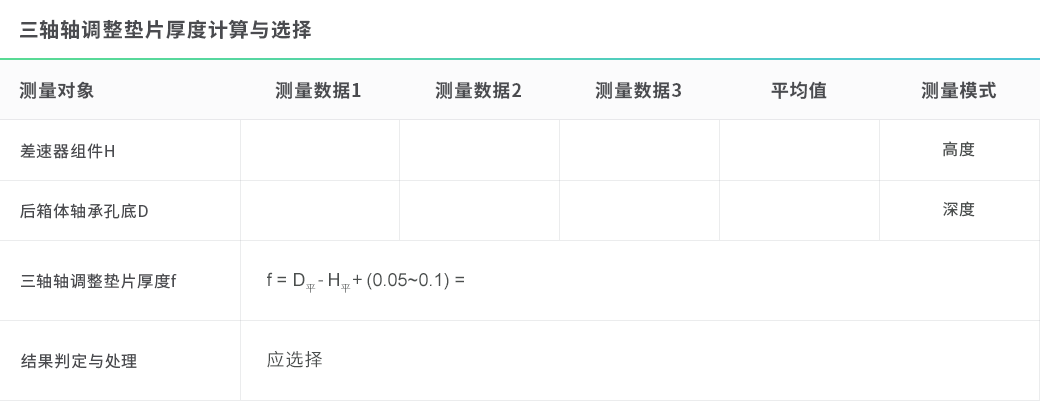 三轴轴调整垫片厚度计算与选择
测量对象 测量数据1 测量数据2 测量数据3 平均值 测量模式
差速器组件H 高度
后箱体轴承孔底D 深度
三轴轴调整垫片厚度f f = D平 - H平 + (0.05~0.1) =
结果判定与处理 应选择